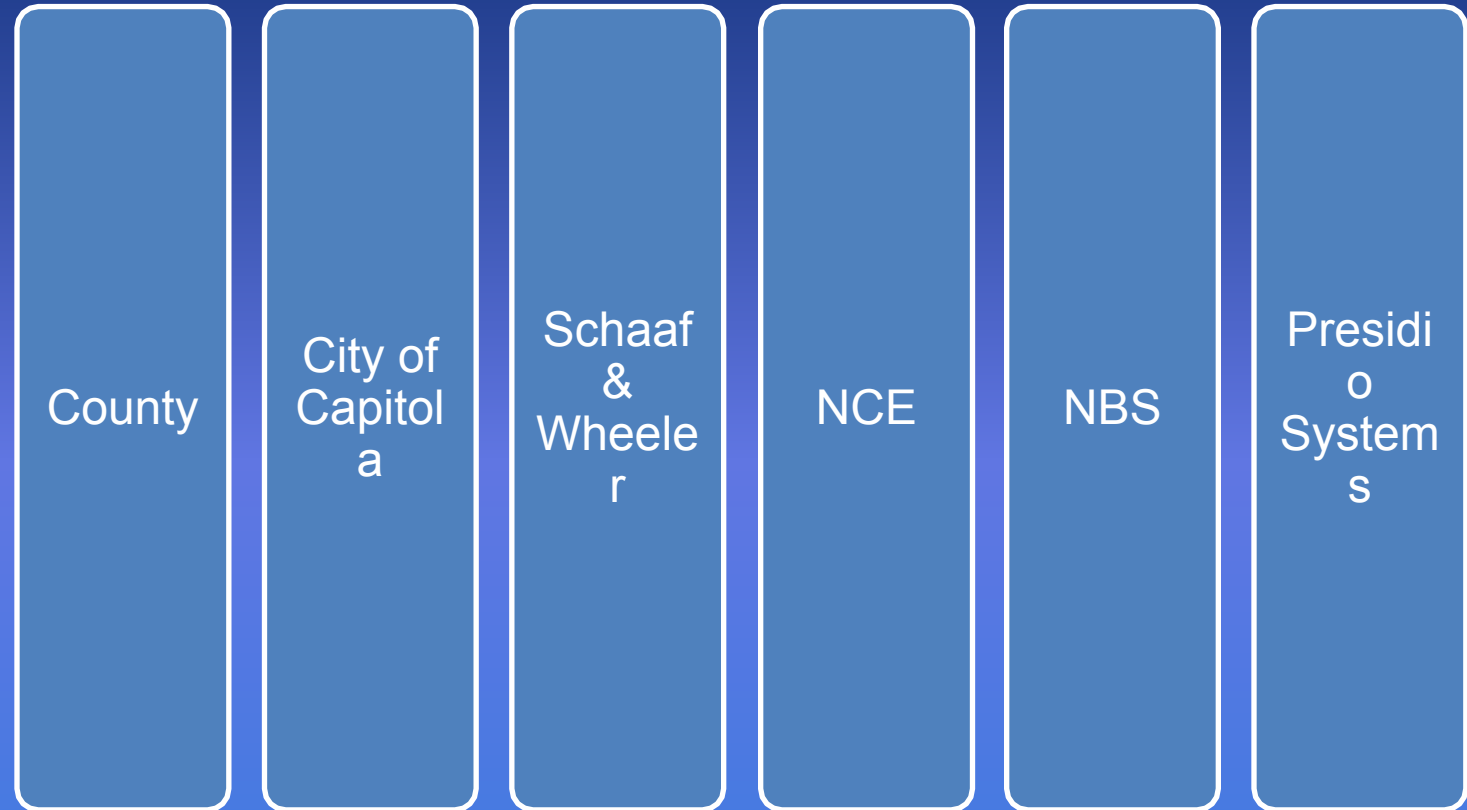 County
City of
Capitol
a
Schaaf
&
Wheele
r
NCE
NBS
Presidi
o
System
s